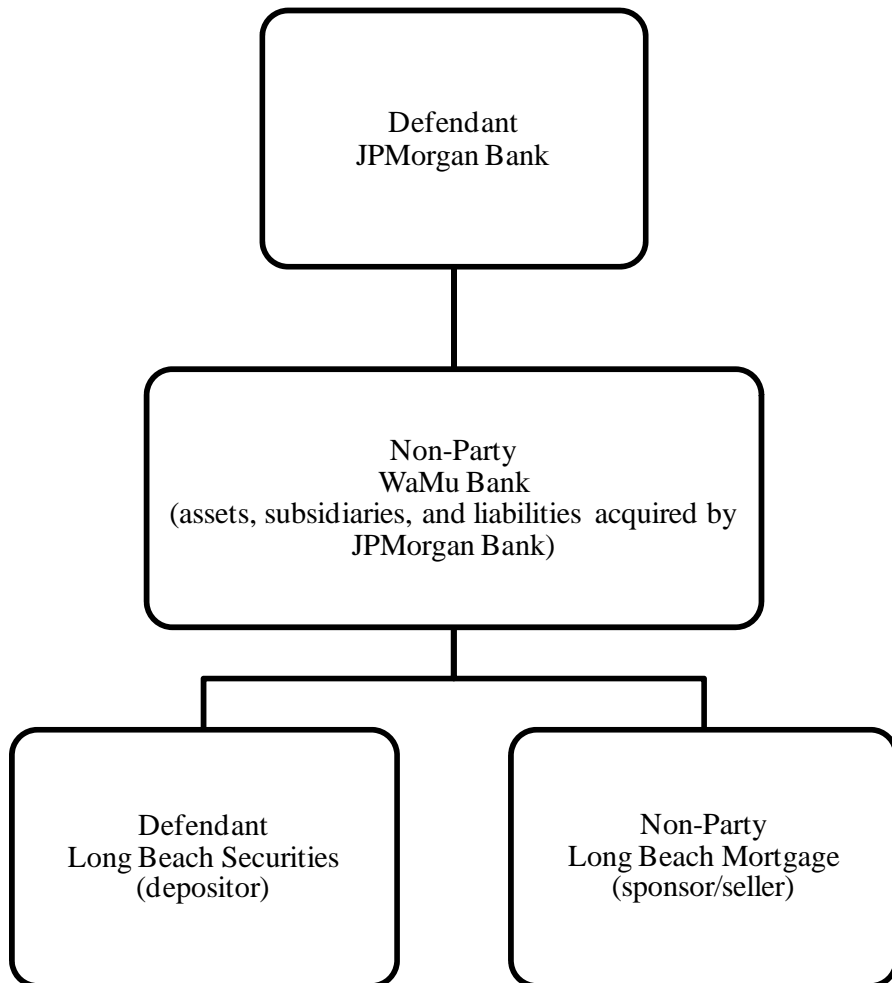 Defendant
JPMorgan Bank
Non-Party
WaMu Bank
(assets, subsidiaries, and liabilities acquired by
JPMorgan Bank)
Defendant
Long Beach Securities
(depositor)
Non-Party
Long Beach Mortgage
(sponsor/seller)